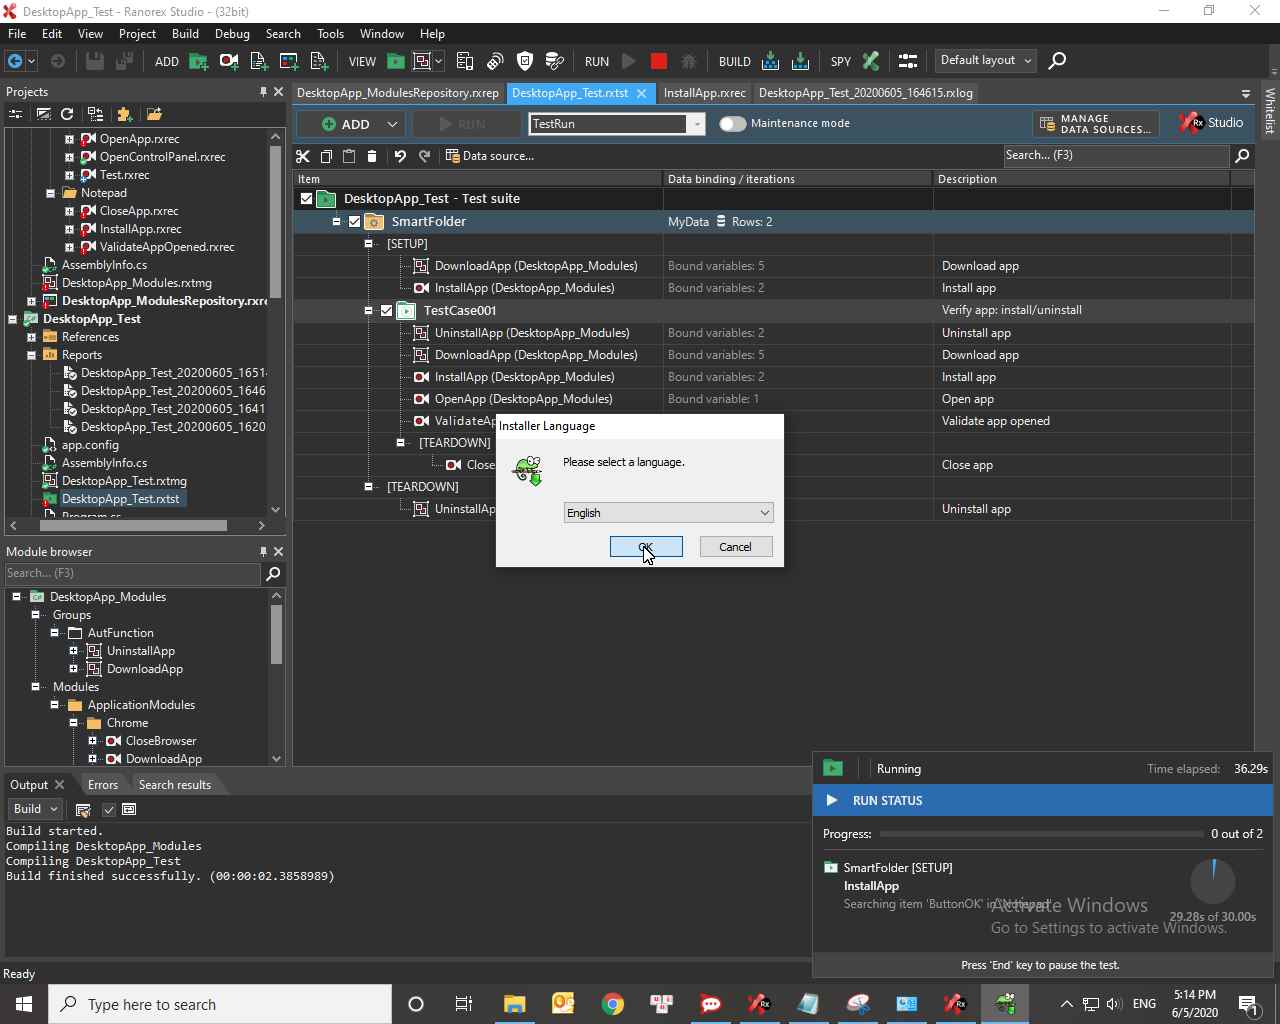 DesktopApp_Test - Ranorex Studio - (32bit)
File Edit View Project Build Debug Search Tools Window Help
ADD VIEW RUN BUILD SPY Default layout
Projects
DesktopApp_ModulesRepository.rxrep DesktopApp_Test.rxtst InstallApp.rxrec DesktopApp_Test_20200605_164615.rxlog
Whitelist
ADD RUN TestRun Maintenance mode MANAGE DATA SOURCES... Rx Studio
Data source... Search... (F3)
Item Data binding / iterations Description
DesktopApp_Test - Test suite
SmartFolder MyData Rows: 2
[SETUP]
DownloadApp (DesktopApp_Modules) Bound variables: 5 Download app
InstallApp (DesktopApp_Modules) Bound variables: 2 Install app
TestCase001 Verify app: install/uninstall
UninstallApp (DesktopApp_Modules) Bound variables: 2 Uninstall app
DownloadApp (DesktopApp_Modules) Bound variables: 5 Download app
InstallApp (DesktopApp_Modules) Bound variables: 2 Install app
OpenApp (DesktopApp_Modules) Bound variable: 1 Open app
ValidateAp Validate app opened
[TEARDOWN]
Close Close app
[TEARDOWN]
UninstallAp Uninstall app
OpenApp.rxrec
OpenControlPanel.rxrec
Test.rxrec
Notepad
CloseApp.rxrec
InstallApp.rxrec
ValidateAppOpened.rxrec
AssemblyInfo.cs
DesktopApp_Modules.rxtmg
DesktopApp_ModulesRepository.rxre
DesktopApp_Test
References
Reports
DesktopApp_Test_20200605_1651
DesktopApp_Test_20200605_1646
DesktopApp_Test_20200605_1641
DesktopApp_Test_20200605_1620
app.config
AssemblyInfo.cs
DesktopApp_Test.rxtmg
DesktopApp_Test.rxtst
Program.cs
Installer Language
Please select a language.
English
OK Cancel
Module browser
Search... (F3)
DesktopApp_Modules
Groups
AutFunction
UninstallApp
DownloadApp
Modules
ApplicationModules
Chrome
CloseBrowser
DownloadApp
Output Errors Search results
Build
Build started.
Compiling DesktopApp_Modules
Compiling DesktopApp_Test
Build finished successfully. (00:00:02.3858989)
Running Time elapsed: 36.29s
RUN STATUS
Progress: 0 out of 2
SmartFolder [SETUP]
InstallApp
Searching item 'ButtonOK' in 'Notepad'.
29.28s of 30.00s
Activate Windows
Go to Settings to activate Windows.
Press 'End' key to pause the test.
Ready
Type here to search
ENG
5:14 PM
6/5/2020
1